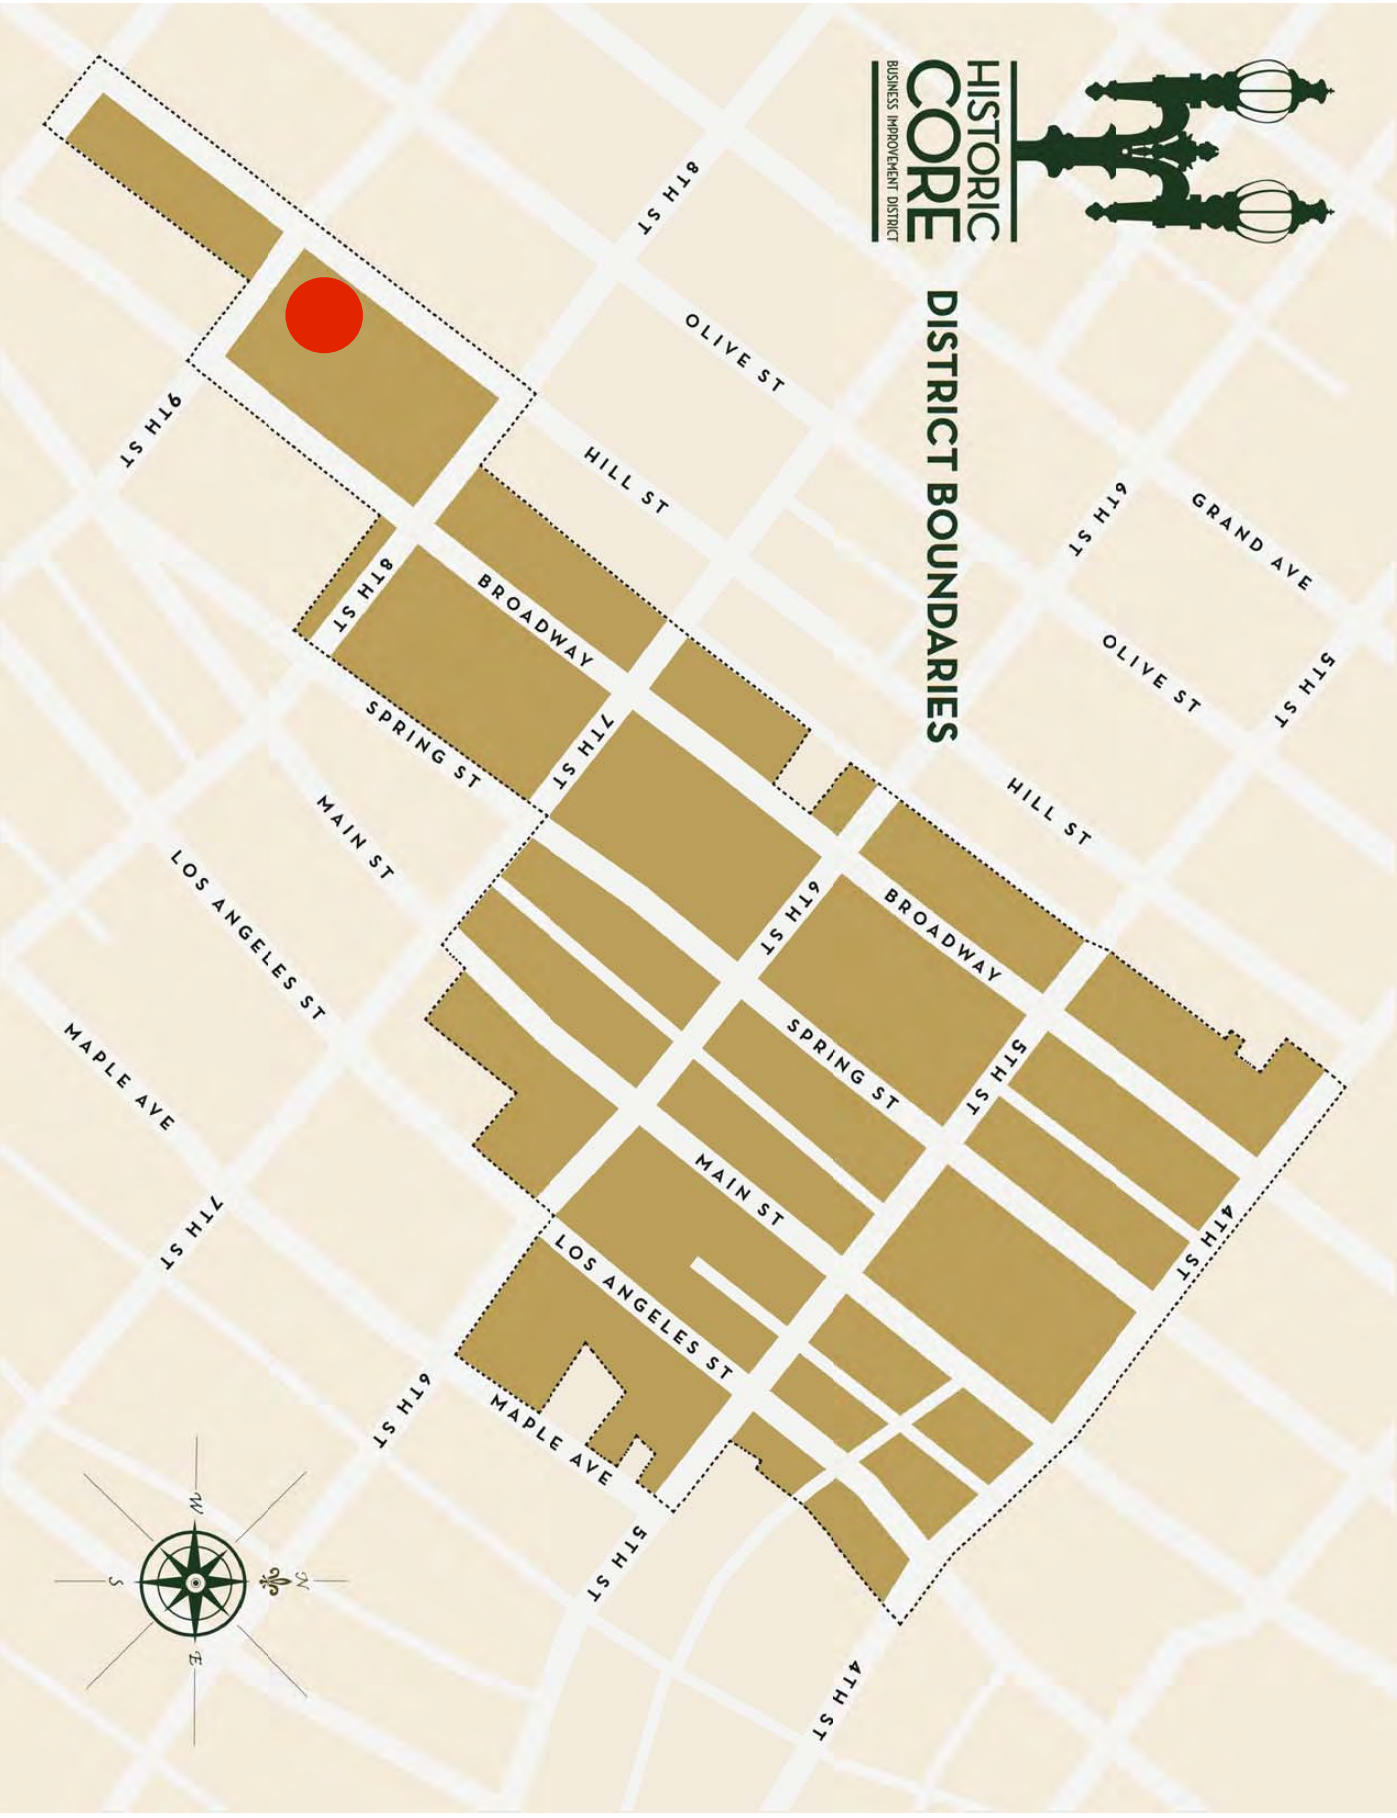 HISTORIC
CORE
BUSINESS IMPROVEMENT DISTRICT
DISTRICT BOUNDARIES
8TH ST
OLIVE ST
HILL ST
9TH ST
6TH ST
GRAND AVE
5TH ST
OLIVE ST
HILL ST
8TH ST
BROADWAY
7TH ST
SPRING ST
MAIN ST
LOS ANGELES ST
MAPLE AVE
7TH ST
6TH ST
BROADWAY
5TH ST
SPRING ST
MAIN ST
4TH ST
LOS ANGELES ST
MAPLE AVE
6TH ST
5TH ST
4TH ST
N
W
E
S